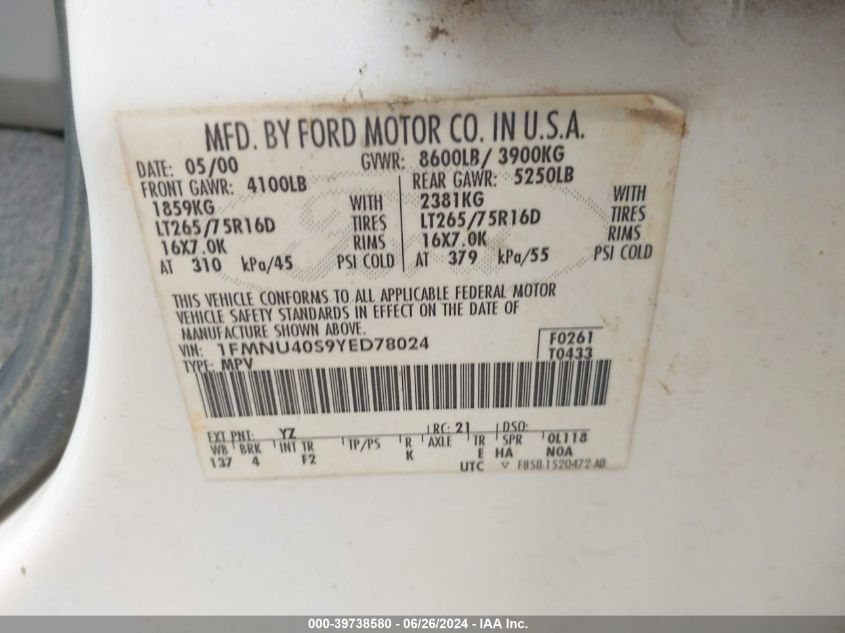 MFD. BY FORD MOTOR CO. IN U.S.A.
DATE: 05/00 GVWR: 8600LB/ 3900KG
FRONT GAWR: 4100LB REAR GAWR: 5250LB
1859KG WITH 2381KG WITH
LT265/75R16D TIRES LT265/75R16D TIRES
16X7.0K RIMS 16X7.0K RIMS
AT 310 kPa/45 PSI COLD AT 379 kPa/55 PSI COLD
THIS VEHICLE CONFORMS TO ALL APPLICABLE FEDERAL MOTOR
VEHICLE SAFETY STANDARDS IN EFFECT ON THE DATE OF
MANUFACTURE SHOWN ABOVE.
VIN: 1FMNU40S9YED78024 F0261
TYPE: MPV T0433
EXT PNT: YZ RC: 21 DSO:
WB BRK INT TR TP/PS R AXLE TR SPR 0L118
137 4 F2 K E HA N0A
UTC F85B 1520472 AB
000-39738580 - 06/26/2024 - IAA Inc.